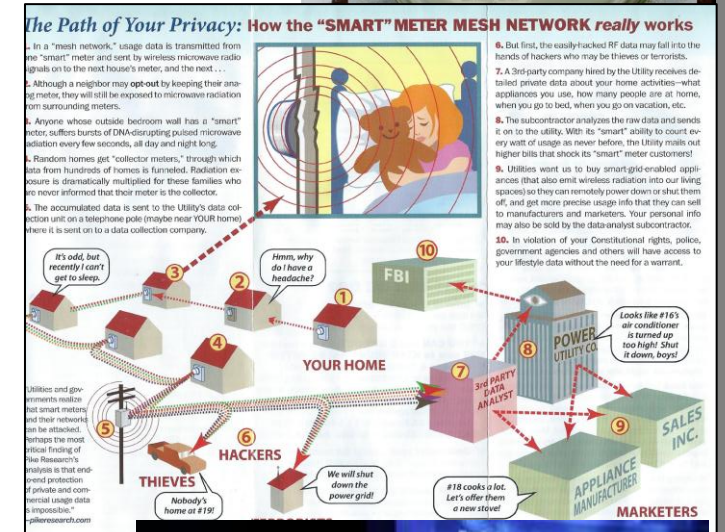 The Path of Your Privacy: How the "SMART" METER MESH NETWORK really works
1. In a "mesh network," usage data is transmitted from
one "smart" meter and sent by wireless microwave radio
signals on to the next house's meter, and the next . . .
2. Although a neighbor may opt-out by keeping their ana-
log meter, they will still be exposed to microwave radiation
from surrounding meters.
3. Anyone whose outside bedroom wall has a "smart"
meter, suffers bursts of DNA-disrupting pulsed microwave
radiation every few seconds, all day and night long.
4. Random homes get "collector meters," through which
data from hundreds of homes is funneled. Radiation ex-
posure is dramatically multiplied for these families who
are never informed that their meter is the collector.
5. The accumulated data is sent to the Utility's data col-
lection unit on a telephone pole (maybe near YOUR home)
where it is sent on to a data collection company.
6. But first, the easily-hacked RF data may fall into the
hands of hackers who may be thieves or terrorists.
7. A 3rd-party company hired by the Utility receives de-
tailed private data about your home activities—what
appliances you use, how many people are at home,
when you go to bed, when you go on vacation, etc.
8. The subcontractor analyzes the raw data and sends
it on to the utility. With its "smart" ability to count ev-
ery watt of usage as never before, the Utility mails out
higher bills that shock its "smart" meter customers!
9. Utilities want us to buy smart-grid-enabled appli-
ances (that also emit wireless radiation into our living
spaces) so they can remotely power down or shut them
off, and get more precise usage info that they can sell
to manufacturers and marketers. Your personal info
may also be sold by the data-analyst subcontractor.
10. In violation of your Constitutional rights, police,
government agencies and others will have access to
your lifestyle data without the need for a warrant.
It's odd, but
recently I can't
get to sleep.
3
2
Hmm, why
do I have a
headache?
1
YOUR HOME
4
10
FBI
8
POWER
UTILITY CO.
Looks like #16's
air conditioner
is turned up
too high! Shut
it down, boys!
7
3rd PARTY
DATA
ANALYST
9
SALES
INC.
APPLIANCE
MANUFACTURER
MARKETERS
#18 cooks a lot.
Let's offer them
a new stove!
"Utilities and gov-
ernments realize
that smart meters
and their networks
can be attacked.
Perhaps the most
critical finding of
Pike Research's
analysis is that end-
to-end protection
of private and com-
mercial usage data
is impossible."
–pikeresearch.com
5
6
HACKERS
THIEVES
Nobody's
home at #19!
We will shut
down the
power grid!